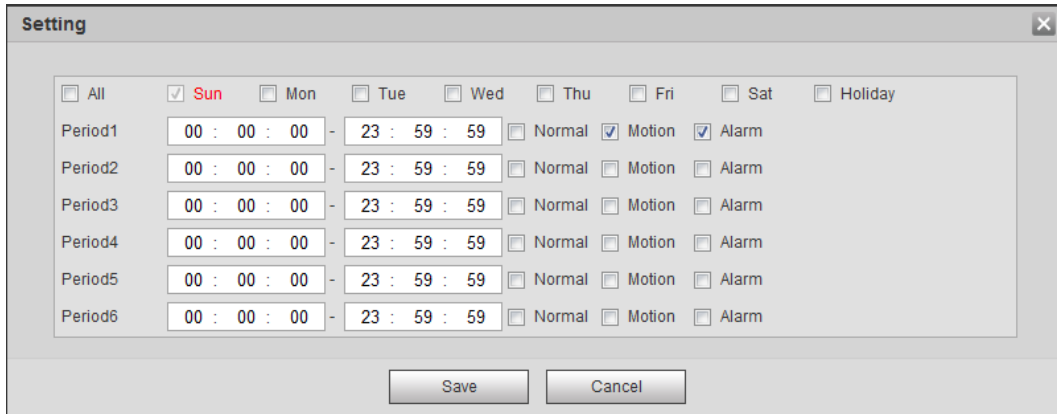 Setting
All Sun Mon Tue Wed Thu Fri Sat Holiday
Period1 00 : 00 : 00 - 23 : 59 : 59 Normal Motion Alarm
Period2 00 : 00 : 00 - 23 : 59 : 59 Normal Motion Alarm
Period3 00 : 00 : 00 - 23 : 59 : 59 Normal Motion Alarm
Period4 00 : 00 : 00 - 23 : 59 : 59 Normal Motion Alarm
Period5 00 : 00 : 00 - 23 : 59 : 59 Normal Motion Alarm
Period6 00 : 00 : 00 - 23 : 59 : 59 Normal Motion Alarm
Save Cancel